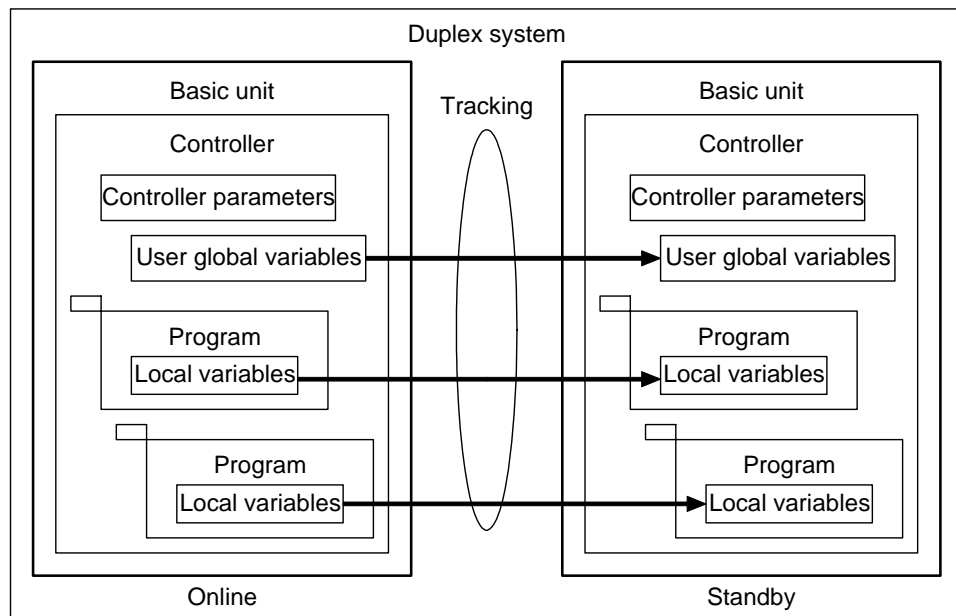 Duplex system
Basic unit
Controller
Controller parameters
User global variables
Program
Local variables
Program
Local variables
Online
Tracking
Basic unit
Controller
Controller parameters
User global variables
Program
Local variables
Program
Local variables
Standby